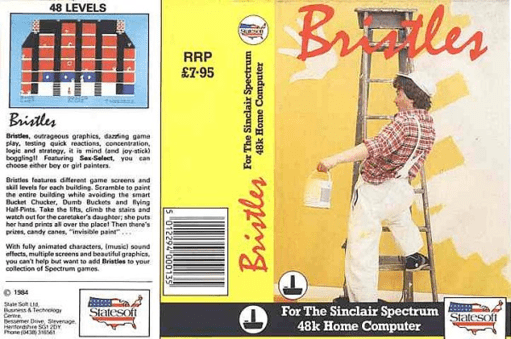 48 LEVELS
Bristles
Bristles, outrageous graphics, dazzling game
play, testing quick reactions, concentration,
logic and strategy, it is mind (and joy-stick)
boggling!! Featuring Sex-Select, you can
choose either boy or girl painters.
Bristles features different game screens and
skill levels for each building. Scramble to paint
the entire building while avoiding the smart
Bucket Chucker, Dumb Buckets and flying
Half-Pints. Take the lifts, climb the stairs and
watch out for the caretaker's daughter; she puts
her hand prints all over the place! Then there's
prizes, candy canes, "invisible paint" ...
With fully animated characters, (music) sound
effects, multiple screens and beautiful graphics,
you can't help but want to add Bristles to your
collection of Spectrum games.
© 1984
State Soft Ltd.
Business & Technology
Centre,
Bessemer Drive, Stevenage,
Hertfordshire SG1 2DY
Phone (0438) 316561
Statesoft
Statesoft
RRP
£7·95
For The Sinclair Spectrum
48k Home Computer
Bristles
5 012294 000139
Bristles
For The Sinclair Spectrum
48k Home Computer
Statesoft